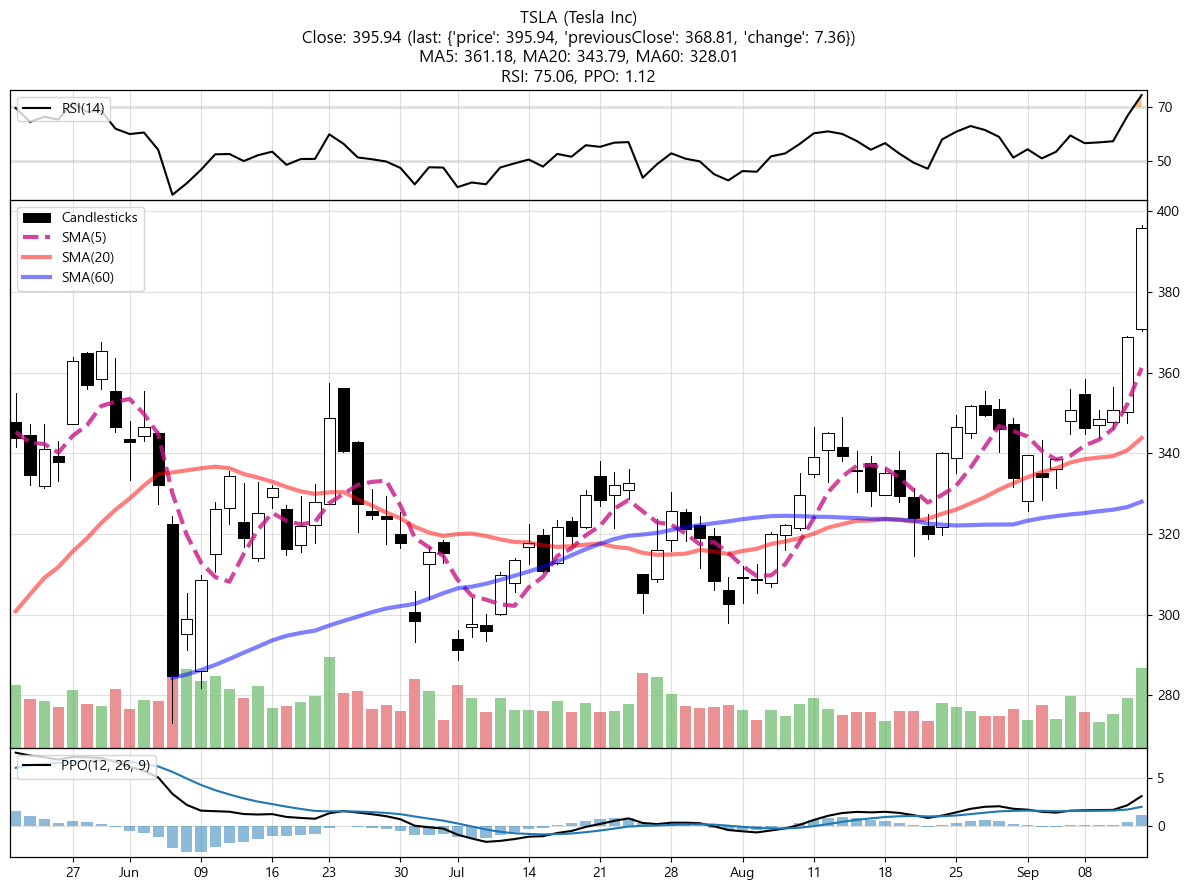 TSLA (Tesla Inc)
Close: 395.94 (last: {'price': 395.94, 'previousClose': 368.81, 'change': 7.36})
MA5: 361.18, MA20: 343.79, MA60: 328.01
RSI: 75.06, PPO: 1.12
RSI(14)
70
50
Candlesticks
SMA(5)
SMA(20)
SMA(60)
400
380
360
340
320
300
280
PPO(12, 26, 9)
5
0
27 Jun 09 16 23 30 Jul 14 21 28 Aug 11 18 25 Sep 08